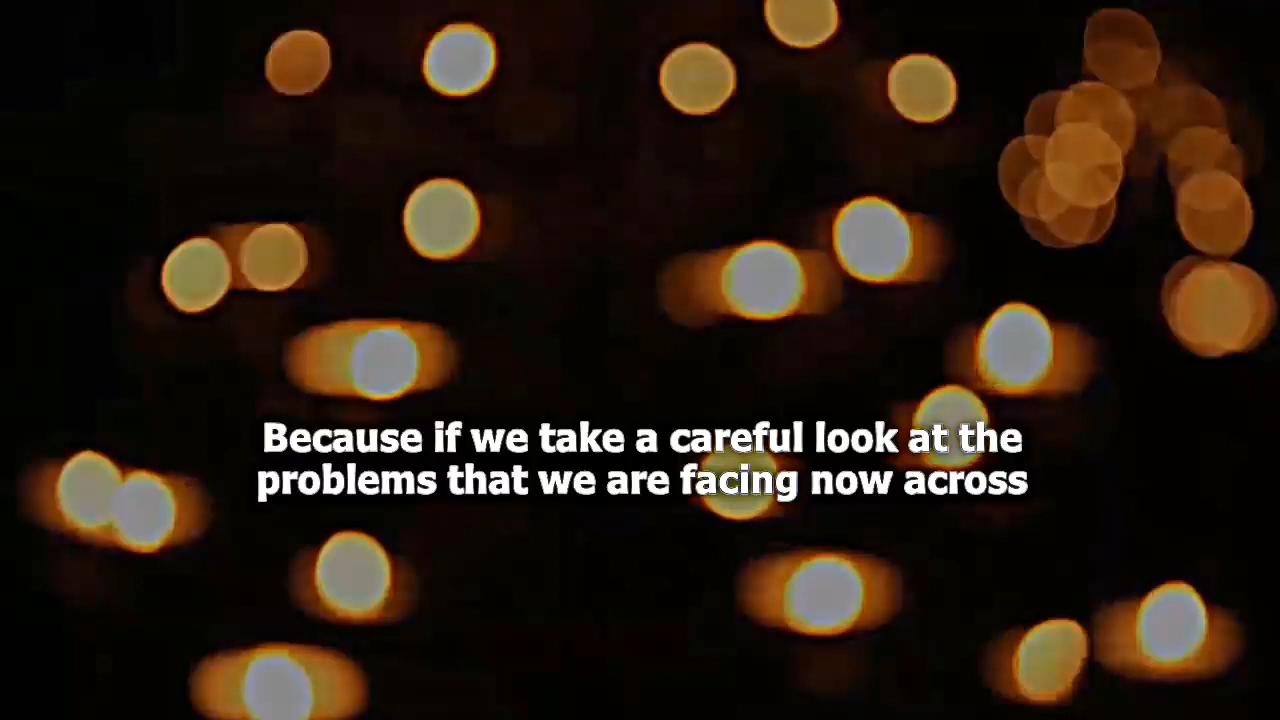 Because if we take a careful look at the
problems that we are facing now across